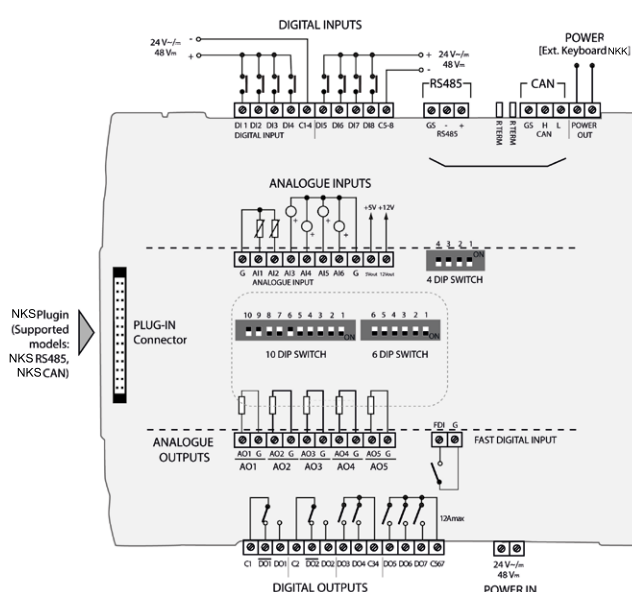 DIGITAL INPUTS
24 V~/⎓ -
48 V⎓ +
+ 24 V~/⎓
- 48 V⎓
POWER
[Ext. Keyboard NKK]
RS485
CAN
DI 1 DI2 DI3 DI4 C1-4 DI5 DI6 DI7 DI8 C5-8
DIGITAL INPUT
GS - +
RS485
R TERM
R TERM
GS H L
CAN
POWER
OUT
ANALOGUE INPUTS
+5V +12V
G AI1 AI2 AI3 AI4 AI5 AI6 G 5Vout 12Vout
ANALOGUE INPUT
4 3 2 1
ON
4 DIP SWITCH
NKS Plugin
(Supported
models:
NKS RS485,
NKS CAN)
PLUG-IN
Connector
10 9 8 7 6 5 4 3 2 1
ON
10 DIP SWITCH
6 5 4 3 2 1
ON
6 DIP SWITCH
ANALOGUE
OUTPUTS
AO1 G AO2 G AO3 G AO4 G AO5 G
AO1 AO2 AO3 AO4 AO5
FDI G
FAST DIGITAL INPUT
12Amax
C1 DO1 DO1 C2 DO2 DO2 DO3 DO4 C34 DO5 DO6 DO7 C567
DIGITAL OUTPUTS
24 V~/⎓
48 V⎓
POWER IN